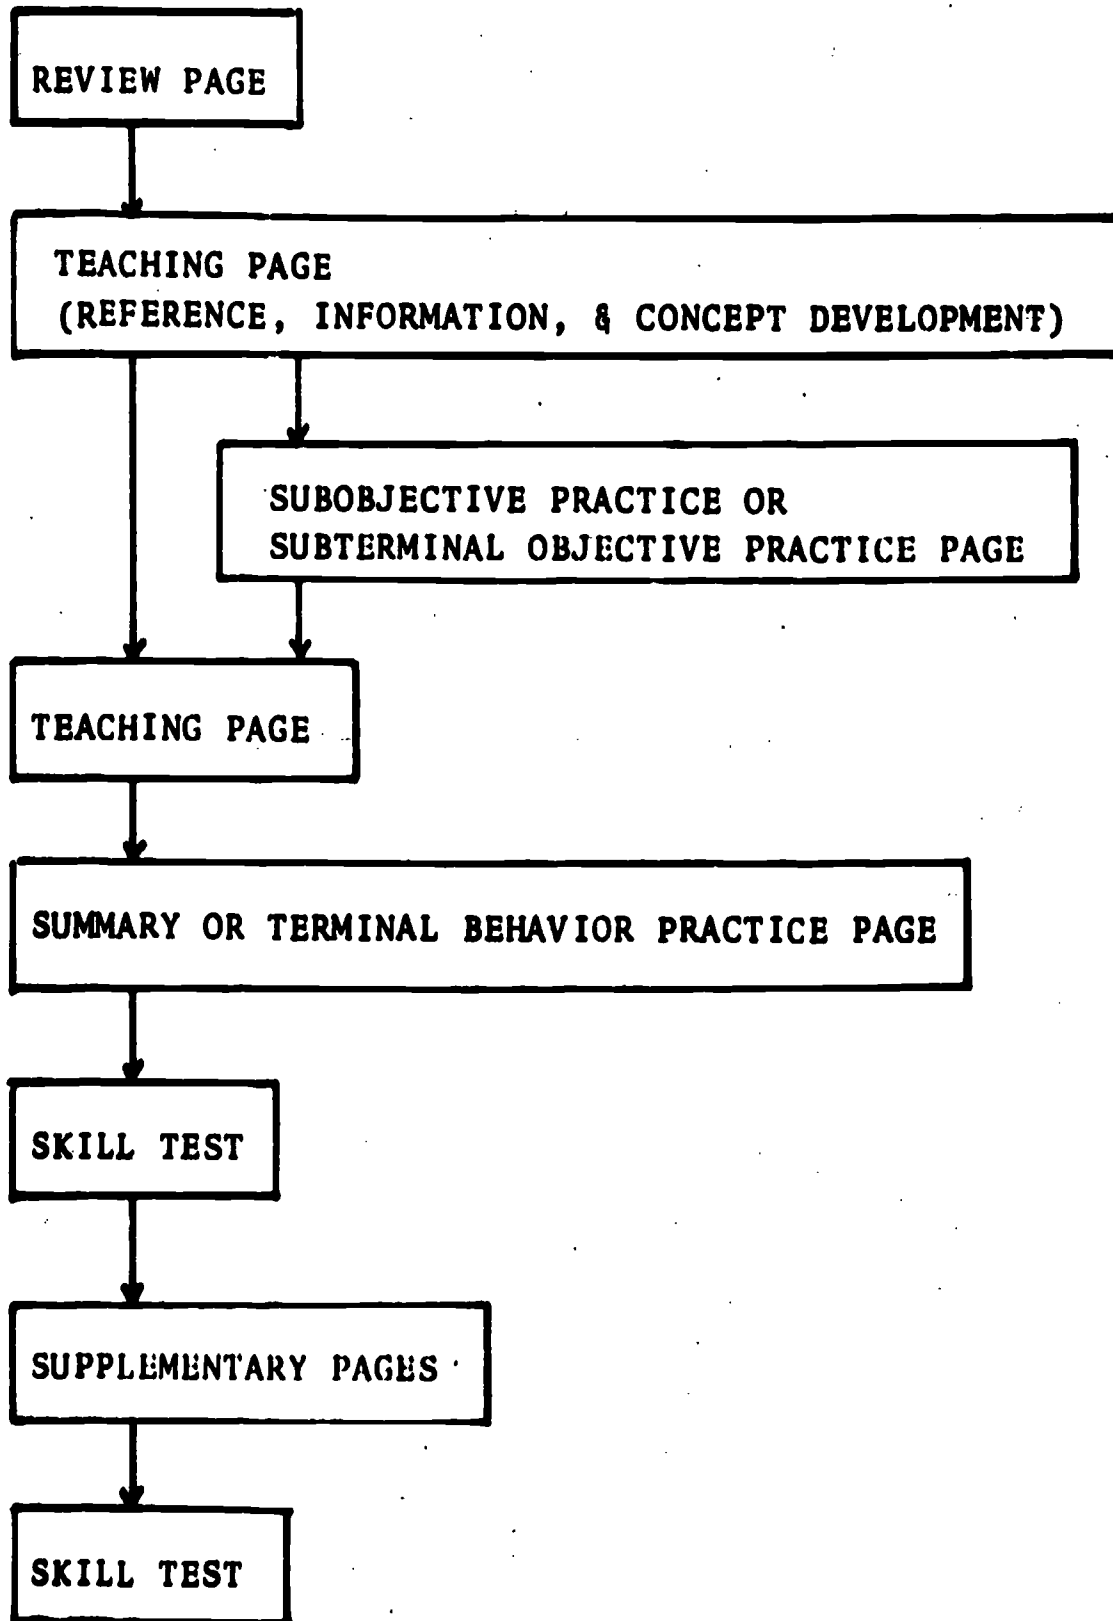 REVIEW PAGE
TEACHING PAGE
(REFERENCE, INFORMATION, & CONCEPT DEVELOPMENT)
SUBOBJECTIVE PRACTICE OR
SUBTERMINAL OBJECTIVE PRACTICE PAGE
TEACHING PAGE
SUMMARY OR TERMINAL BEHAVIOR PRACTICE PAGE
SKILL TEST
SUPPLEMENTARY PAGES
SKILL TEST